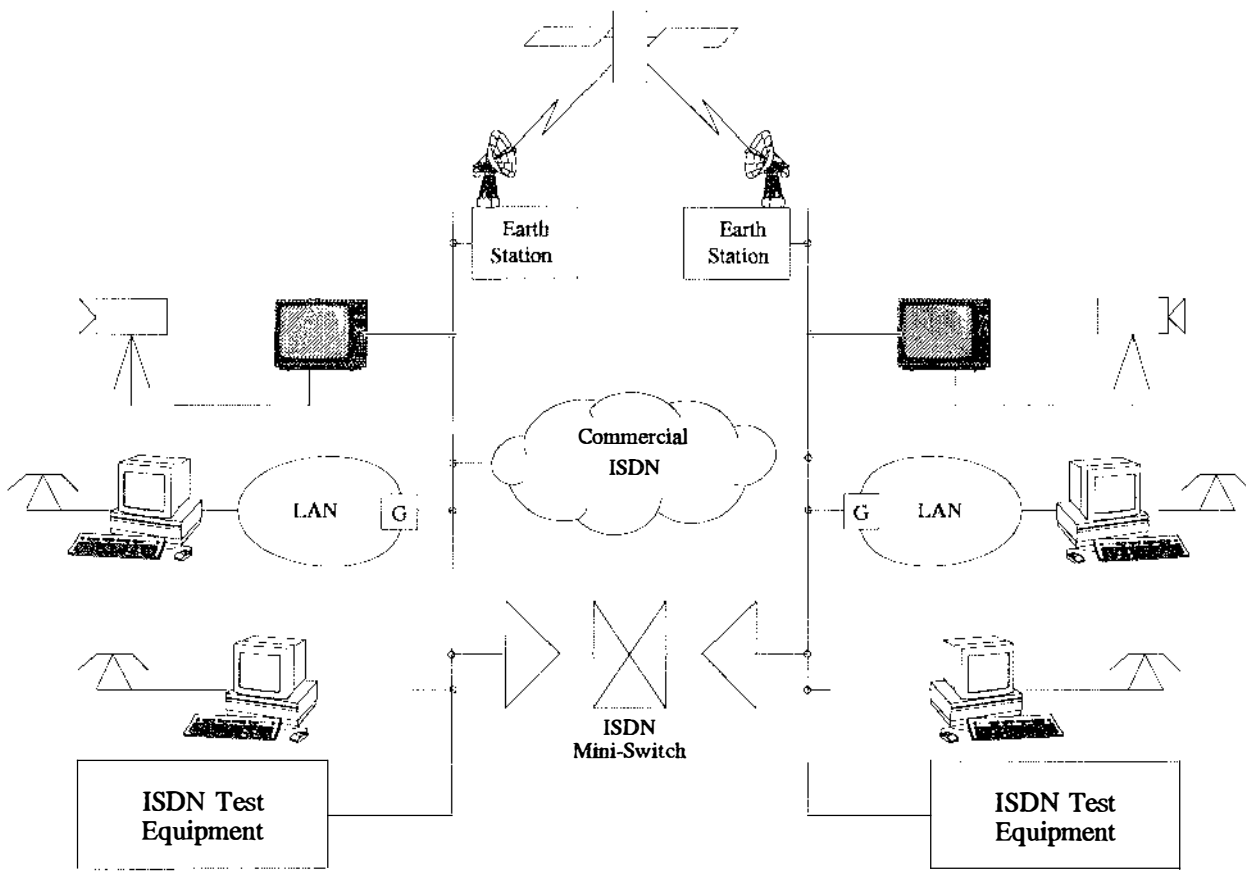 Earth
Station
Earth
Station
Commercial
ISDN
LAN
G
G
LAN
ISDN
Mini-Switch
ISDN Test
Equipment
ISDN Test
Equipment